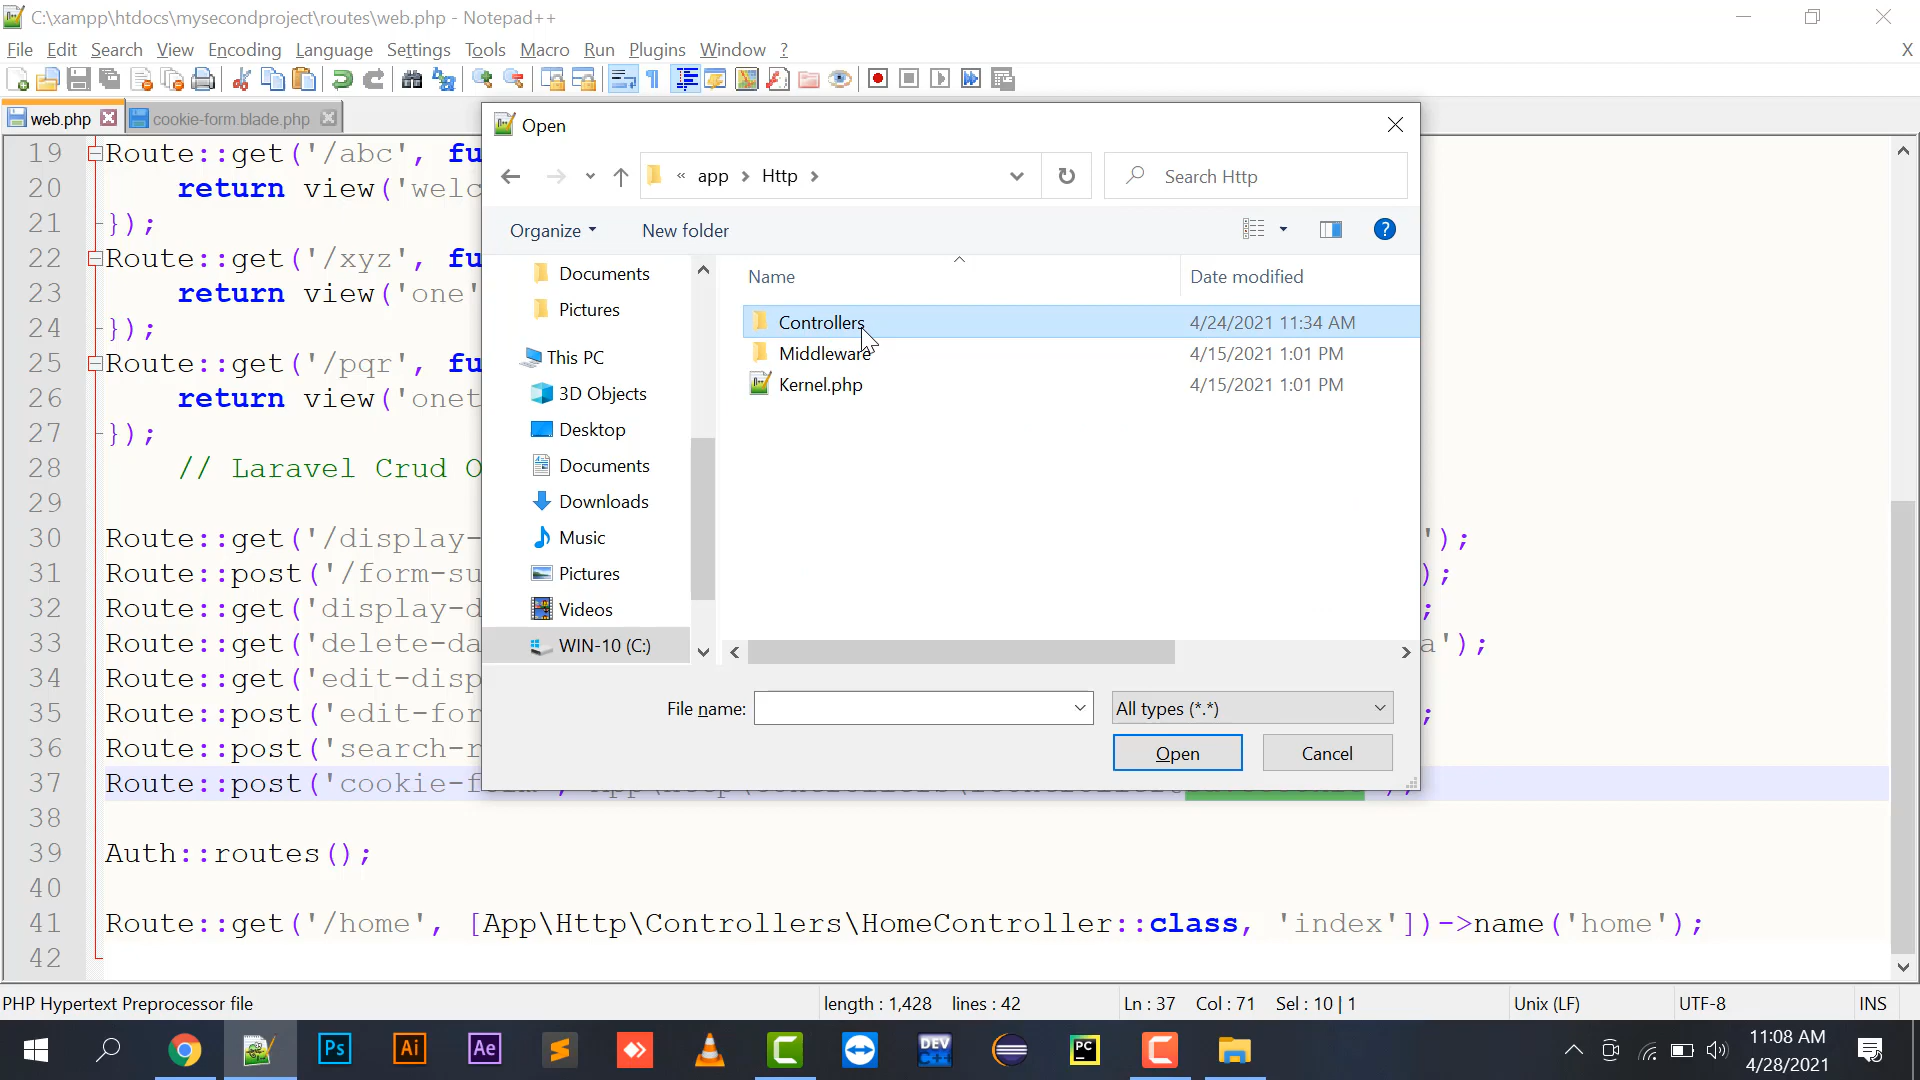 C:\xampp\htdocs\mysecondproject\routes\web.php - Notepad++
File Edit Search View Encoding Language Settings Tools Macro Run Plugins Window ? X
web.php cookie-form.blade.php
19 Route::get('/abc', fu
20 return view('welc
21 });
22 Route::get('/xyz', fu
23 return view('one'
24 });
25 Route::get('/pqr', fu
26 return view('onet
27 });
28 // Laravel Crud O
29
30 Route::get('/display- ');
31 Route::post('/form-su );
32 Route::get('display-d ;
33 Route::get('delete-da a');
34 Route::get('edit-disp
35 Route::post('edit-for ;
36 Route::post('search-r
37 Route::post('cookie-f
38
39 Auth::routes();
40
41 Route::get('/home', [App\Http\Controllers\HomeController::class, 'index'])->name('home');
42
Open
« app > Http >
Search Http
Organize New folder
Documents
Pictures
This PC
3D Objects
Desktop
Documents
Downloads
Music
Pictures
Videos
WIN-10 (C:)
Name Date modified
Controllers 4/24/2021 11:34 AM
Middleware 4/15/2021 1:01 PM
Kernel.php 4/15/2021 1:01 PM
File name: All types (*.*)
Open Cancel
PHP Hypertext Preprocessor file length : 1,428 lines : 42 Ln : 37 Col : 71 Sel : 10 | 1 Unix (LF) UTF-8 INS
Ps Ai Ae DEV C++ PC
11:08 AM
4/28/2021